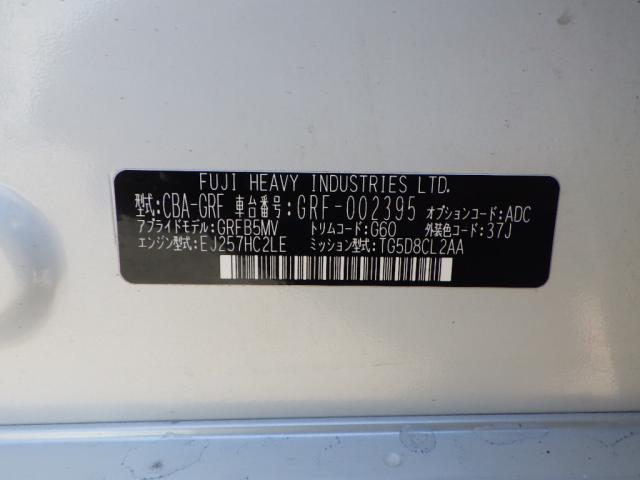 FUJI HEAVY INDUSTRIES LTD.
型式:CBA-GRF 車台番号:GRF-002395 オプションコード:ADC
アプライドモデル:GRFB5MV トリムコード:G60 外装色コード:37J
エンジン型式:EJ257HC2LE ミッション型式:TG5D8CL2AA